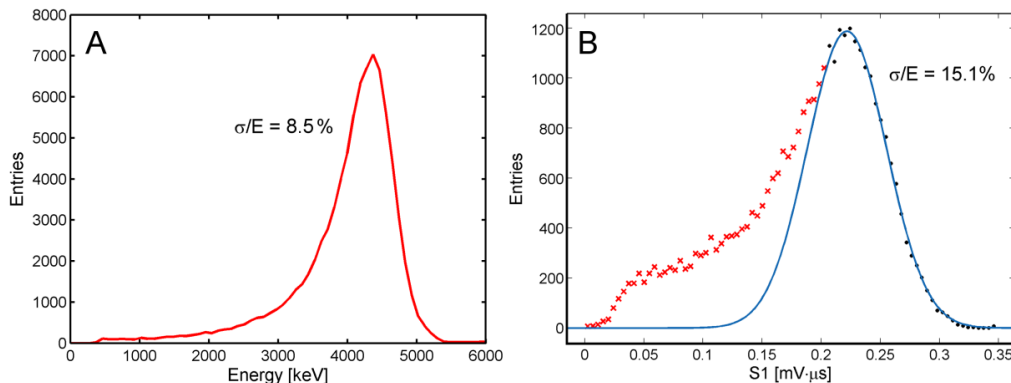 A
σ/E = 8.5%
Entries
8000
7000
6000
5000
4000
3000
2000
1000
0
0 1000 2000 3000 4000 5000 6000
Energy [keV]
B
σ/E = 15.1%
Entries
1200
1000
800
600
400
200
0
0 0.05 0.1 0.15 0.2 0.25 0.3 0.35
S1 [mV·μs]